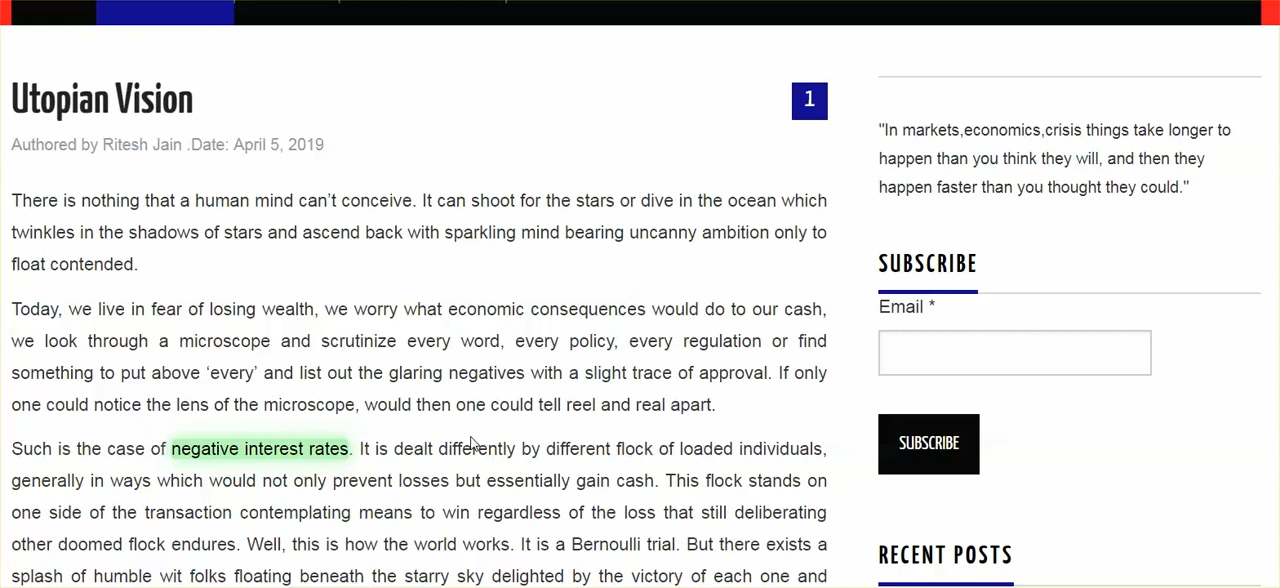 Utopian Vision
1
Authored by Ritesh Jain .Date: April 5, 2019
There is nothing that a human mind can’t conceive. It can shoot for the stars or dive in the ocean which
twinkles in the shadows of stars and ascend back with sparkling mind bearing uncanny ambition only to
float contended.
Today, we live in fear of losing wealth, we worry what economic consequences would do to our cash,
we look through a microscope and scrutinize every word, every policy, every regulation or find
something to put above ‘every’ and list out the glaring negatives with a slight trace of approval. If only
one could notice the lens of the microscope, would then one could tell reel and real apart.
Such is the case of negative interest rates. It is dealt differently by different flock of loaded individuals,
generally in ways which would not only prevent losses but essentially gain cash. This flock stands on
one side of the transaction contemplating means to win regardless of the loss that still deliberating
other doomed flock endures. Well, this is how the world works. It is a Bernoulli trial. But there exists a
splash of humble wit folks floating beneath the starry sky delighted by the victory of each one and
"In markets,economics,crisis things take longer to
happen than you think they will, and then they
happen faster than you thought they could."
SUBSCRIBE
Email *
SUBSCRIBE
RECENT POSTS